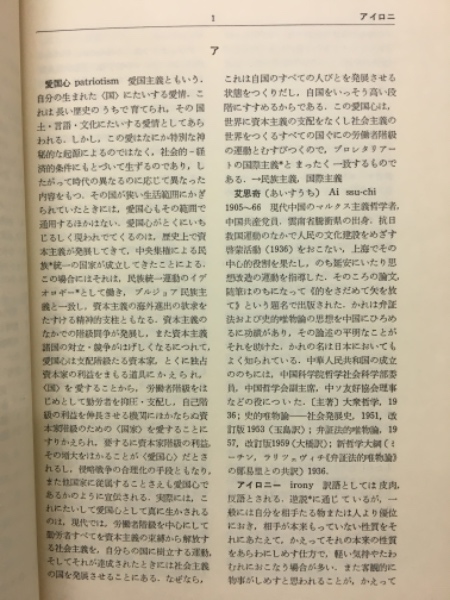 1
アイロニ
ア
愛国心 patriotism 愛国主義ともいう．
自分の生まれた〈国〉にたいする愛情．こ
れは長い歴史のうちで育てられ，その国
土・言語・文化にたいする愛情としてあら
われる．しかし，この愛はなにか特別な神
秘的な起源によるのではなく，社会的－経
済的条件にもとづいて生ずるのであり，し
たがって時代の異なるのに応じて異なった
内容をもつ．その国が狭い生活範囲にかぎ
られていたときには，愛国心もその範囲で
通用するほかはない．愛国心がとくにいち
じるしく現われでてくるのは，歴史上で資
本主義が発展してきて，中央集権による民
族*統一の国家が成立してきたことによる．
この場合にはそれは，民族統一運動のイデ
オロギー*として働き，ブルジョア民族主
義と一致し，資本主義の海外進出の欲求を
たすける精神的支柱ともなる．資本主義の
なかでの階級闘争が発展し，また資本主義
諸国の対立・競争がはげしくなるにつれて，
愛国心は支配階級たる資本家，とくに独占
資本家の利益をまもる道具にかえられ，
〈国〉を愛することから，労働者階級をは
じめとして勤労者を抑圧・支配し，自己階
級の利益を伸長させる機関にほかならぬ資
本家階級のための〈国家〉を愛することに
すりかえられ，要するに資本家階級の利益，
その増大をはかることが〈愛国心〉だとさ
れるし，侵略戦争の合理化の手段ともなり，
また他国家に従属することさえも愛国心で
あるかのように宣伝される．実際には，こ
れにたいして愛国心として真に生かされる
のは，現代では，労働者階級を中心にして
勤労者すべてを資本主義の束縛から解放す
る社会主義を，自分らの国に樹立する運動，
そしてそれが達成されたときには社会主義
の国を発展させることにある．なぜなら，
これは自国のすべての人びとを発展させる
状態をつくりだし，自国をいっそう高い段
階にすすめるからである．この愛国心は，
世界に資本主義の支配をなくし社会主義の
世界をつくるすべての国ぐにの労働者階級
の運動とむすびつくので，プロレタリアー
トの国際主義*とまったく一致するもので
ある．→民族主義，国際主義
艾思奇（あいすうち） Ai ssu-chi
1905～66 現代中国のマルクス主義哲学者，
中国共産党員．雲南省騰衝県の出身．抗日
救国運動のなかで人民の文化建設をめざす
啓蒙活動（1936）をおこない，上海でその
中心的役割を果たし，のち延安にいたり思
想改造の運動を指導した．そのころの論文，
随筆はのちになって《的をさだめて矢を放
て》という題名で出版された．かれは弁証
法および史的唯物論の思想を中国にひろめ
るに功績があり，その論述の平明なことが
それを助けた．かれの名は日本においても
よく知られている．中華人民共和国の成立
ののちには，中国科学院哲学社会科学部委
員，中国哲学会副主席，中ソ友好協会理事
などの役についた．[主著] 大衆哲学，19
36；史的唯物論──社会発展史，1951，改
訂版1953（玉島訳）；弁証法的唯物論，19
57，改訂版1959（大橋訳）；新哲学大綱（ミ
ーチン，ラリツェヴィチ《弁証法的唯物論》
の鄭易里との共訳）1936．
アイロニー irony 訳語としては皮肉，
反語とされる．逆説*に通じているが，一
般には自分を相手たる物または人より優位
におき，相手が本来もっていない性質をそ
れにあたえて，かえってそれの本来の性質
をあらわにしめす仕方で，軽い気持やたわ
むれにおこなう場合が多い．また客観的に
物事がしめすと思われることが，かえって